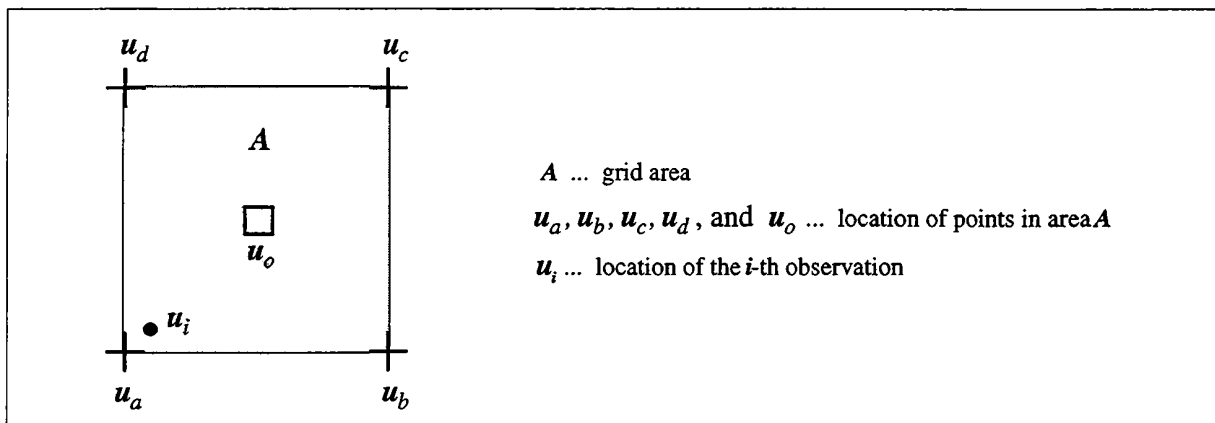 u_d u_c
A
A ... grid area
u_a, u_b, u_c, u_d, and u_o ... location of points in area A
u_o
u_i ... location of the i-th observation
u_i
u_a u_b